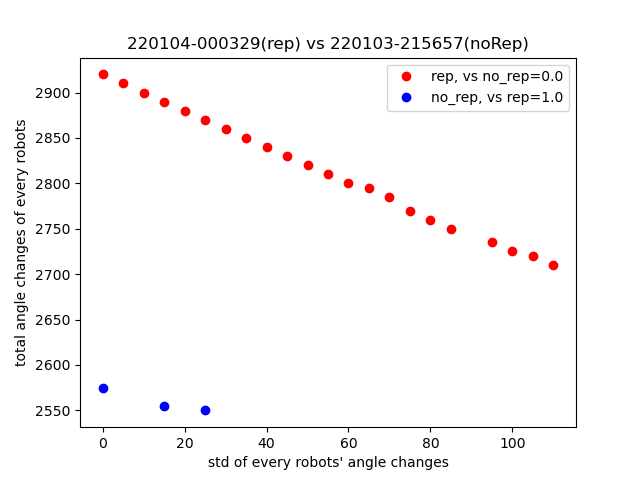 220104-000329(rep) vs 220103-215657(noRep)
rep, vs no_rep=0.0
no_rep, vs rep=1.0
total angle changes of every robots
2900
2850
2800
2750
2700
2650
2600
2550
0 20 40 60 80 100
std of every robots' angle changes